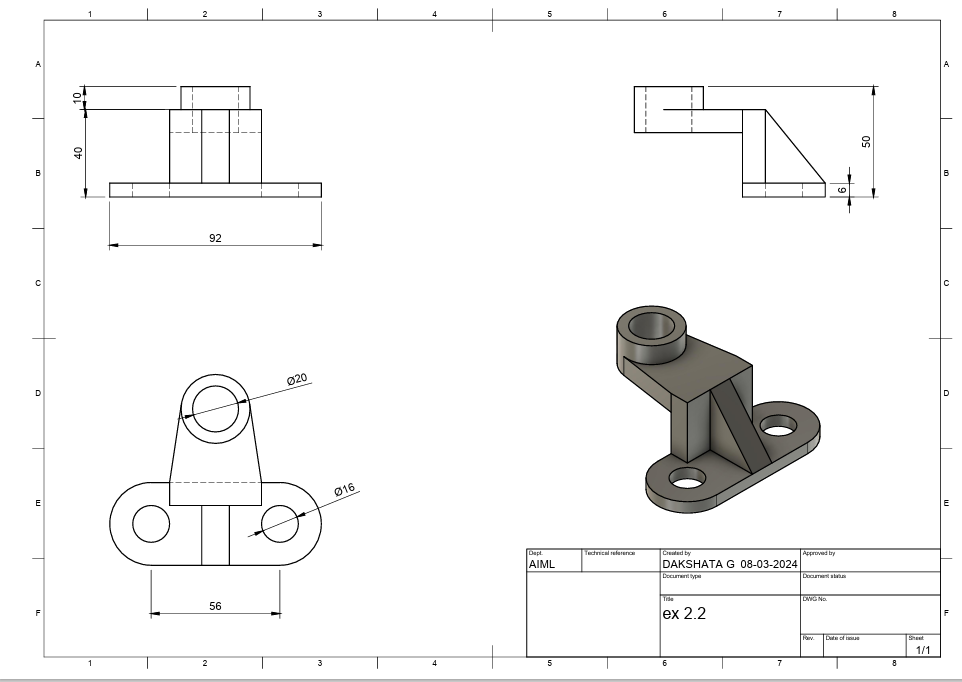 1 2 3 4 5 6 7 8
A A
10
40
50
B B
6
92
C C
Ø20
D D
Ø16
E E
56
Dept. Technical reference Created by Approved by
AIML DAKSHATA G 08-03-2024
Document type Document status
Title DWG No.
F ex 2.2 F
Rev. Date of issue Sheet
1/1
1 2 3 4 5 6 7 8